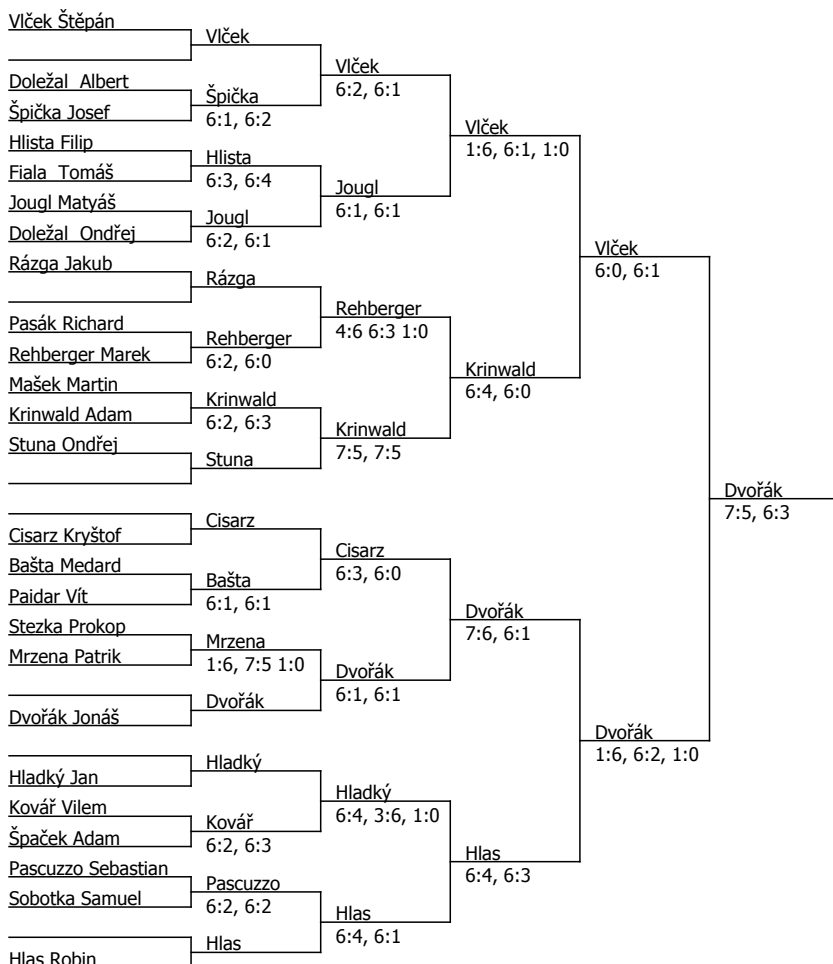 Vlček Štěpán
Vlček
Vlček
6:2, 6:1
Doležal  Albert
Špička
6:1, 6:2
Špička Josef
Vlček
1:6, 6:1, 1:0
Hlista Filip
Hlista
6:3, 6:4
Fiala  Tomáš
Jougl
6:1, 6:1
Jougl Matyáš
Jougl
6:2, 6:1
Doležal  Ondřej
Vlček
6:0, 6:1
Rázga Jakub
Rázga
Rehberger
4:6 6:3 1:0
Pasák Richard
Rehberger
6:2, 6:0
Rehberger Marek
Krinwald
6:4, 6:0
Mašek Martin
Krinwald
6:2, 6:3
Krinwald Adam
Krinwald
7:5, 7:5
Stuna Ondřej
Stuna
Dvořák
7:5, 6:3
Cisarz
Cisarz Kryštof
Cisarz
6:3, 6:0
Bašta Medard
Bašta
6:1, 6:1
Paidar Vít
Dvořák
7:6, 6:1
Stezka Prokop
Mrzena
1:6, 7:5 1:0
Mrzena Patrik
Dvořák
6:1, 6:1
Dvořák
Dvořák Jonáš
Dvořák
1:6, 6:2, 1:0
Hladký
Hladký Jan
Hladký
6:4, 3:6, 1:0
Kovář Vilem
Kovář
6:2, 6:3
Špaček Adam
Hlas
6:4, 6:3
Pascuzzo Sebastian
Pascuzzo
6:2, 6:2
Sobotka Samuel
Hlas
6:4, 6:1
Hlas
Hlas Robin